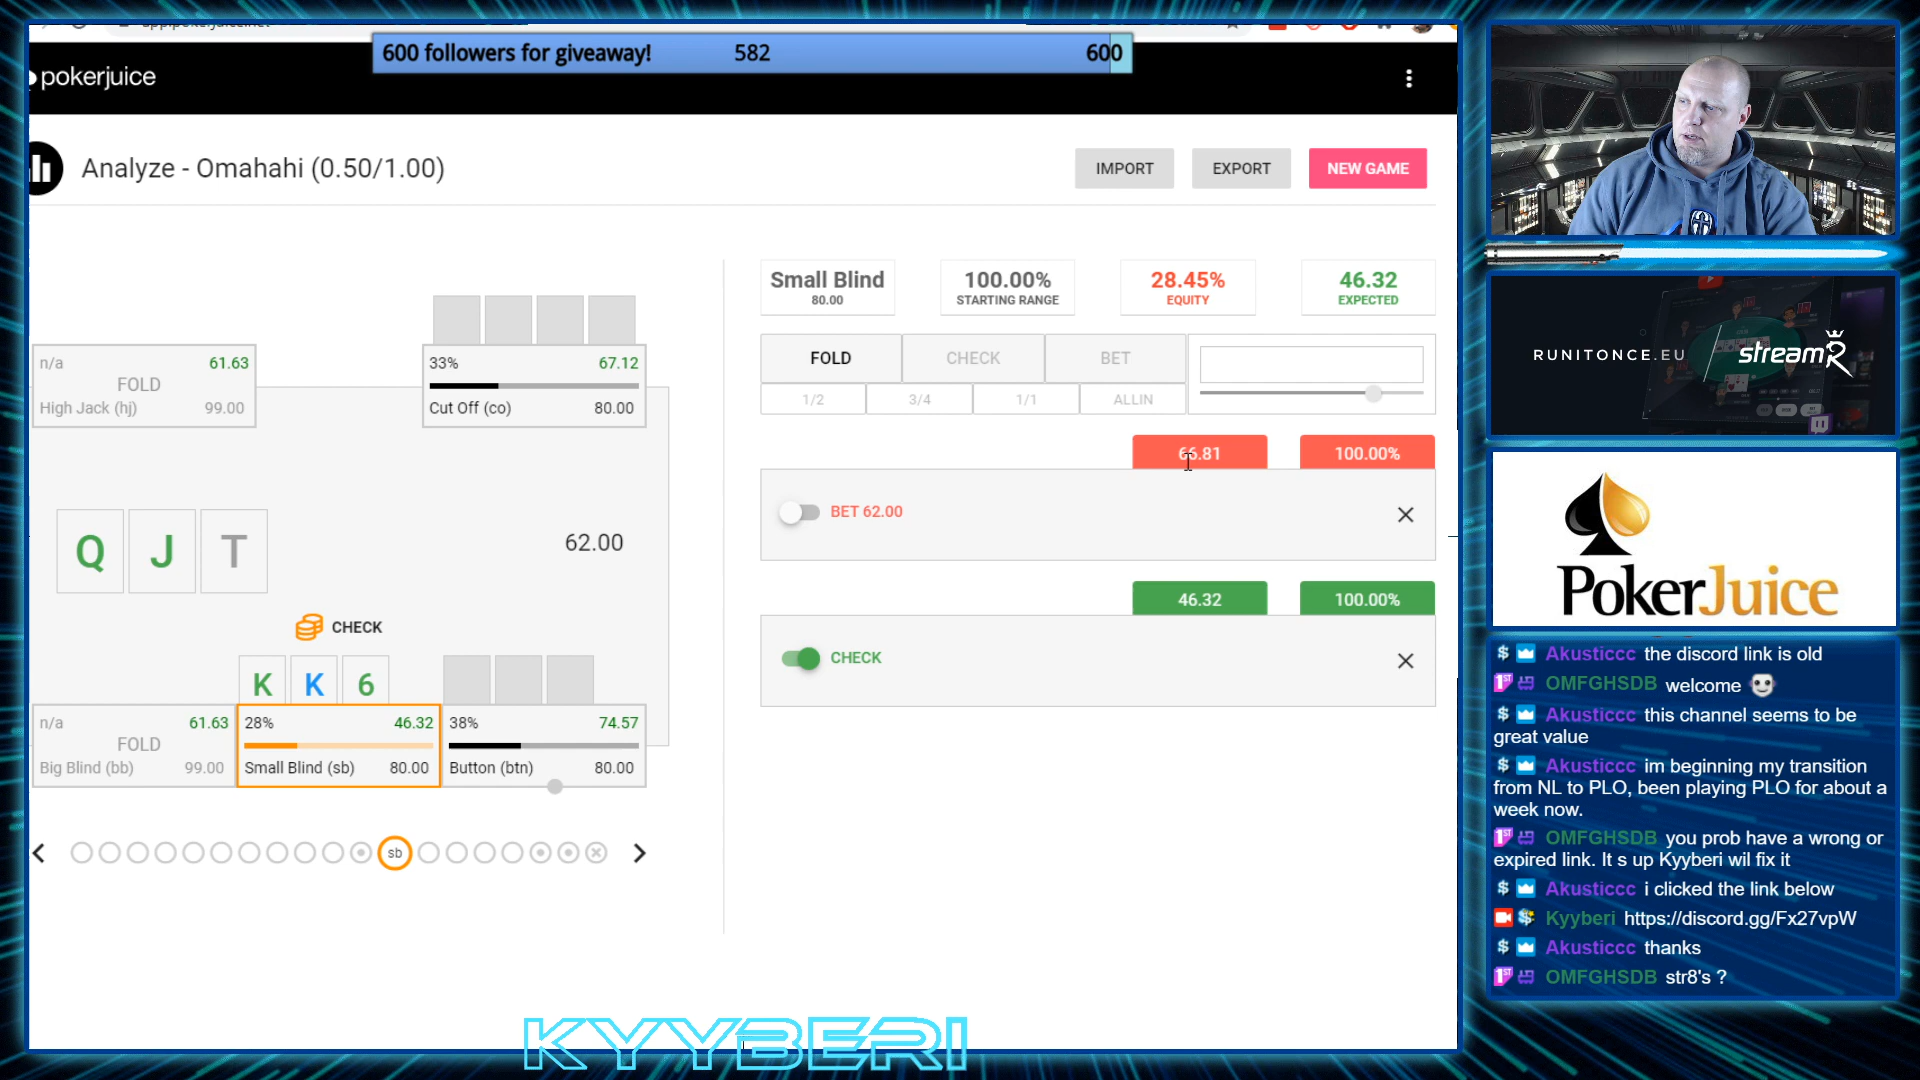 600 followers for giveaway! 582 600
pokerjuice
Analyze - Omahahi (0.50/1.00)
IMPORT EXPORT NEW GAME
Small Blind
80.00
100.00%
STARTING RANGE
28.45%
EQUITY
46.32
EXPECTED
FOLD CHECK BET
1/2 3/4 1/1 ALLIN
66.81 100.00%
BET 62.00
46.32 100.00%
CHECK
n/a 61.63
FOLD
High Jack (hj) 99.00
33% 67.12
Cut Off (co) 80.00
Q J T
62.00
CHECK
K K 6
n/a 61.63
FOLD
Big Blind (bb) 99.00
28% 46.32
Small Blind (sb) 80.00
38% 74.57
Button (btn) 80.00
sb
KYYBERI
RUNITONCE.EU streamR
PokerJuice
Akusticcc the discord link is old
OMFGHSDB welcome
Akusticcc this channel seems to be
great value
Akusticcc im beginning my transition
from NL to PLO, been playing PLO for about a
week now.
OMFGHSDB you prob have a wrong or
expired link. It s up Kyyberi wil fix it
Akusticcc i clicked the link below
Kyyberi https://discord.gg/Fx27vpW
Akusticcc thanks
OMFGHSDB str8's ?